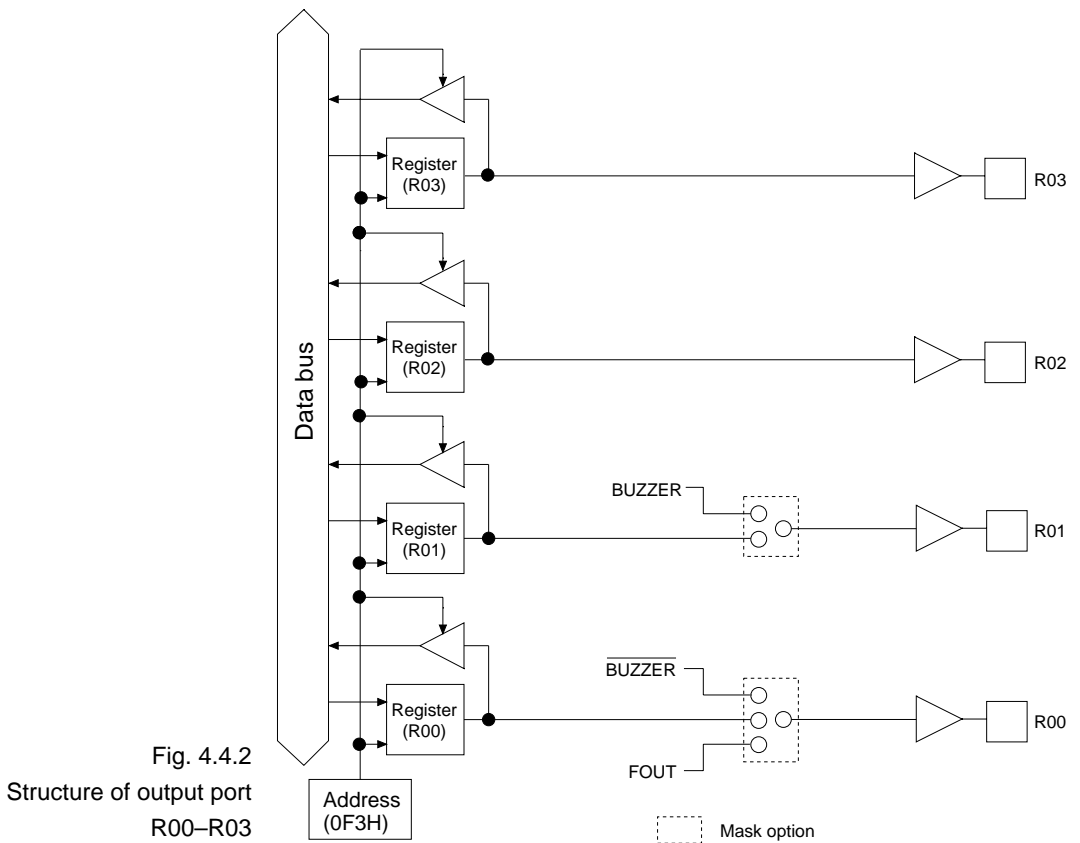 Data bus
Register
(R03)
R03
Register
(R02)
R02
BUZZER
Register
(R01)
R01
BUZZER
Register
(R00)
R00
FOUT
Address
(0F3H)
Mask option
Fig. 4.4.2
Structure of output port
R00–R03